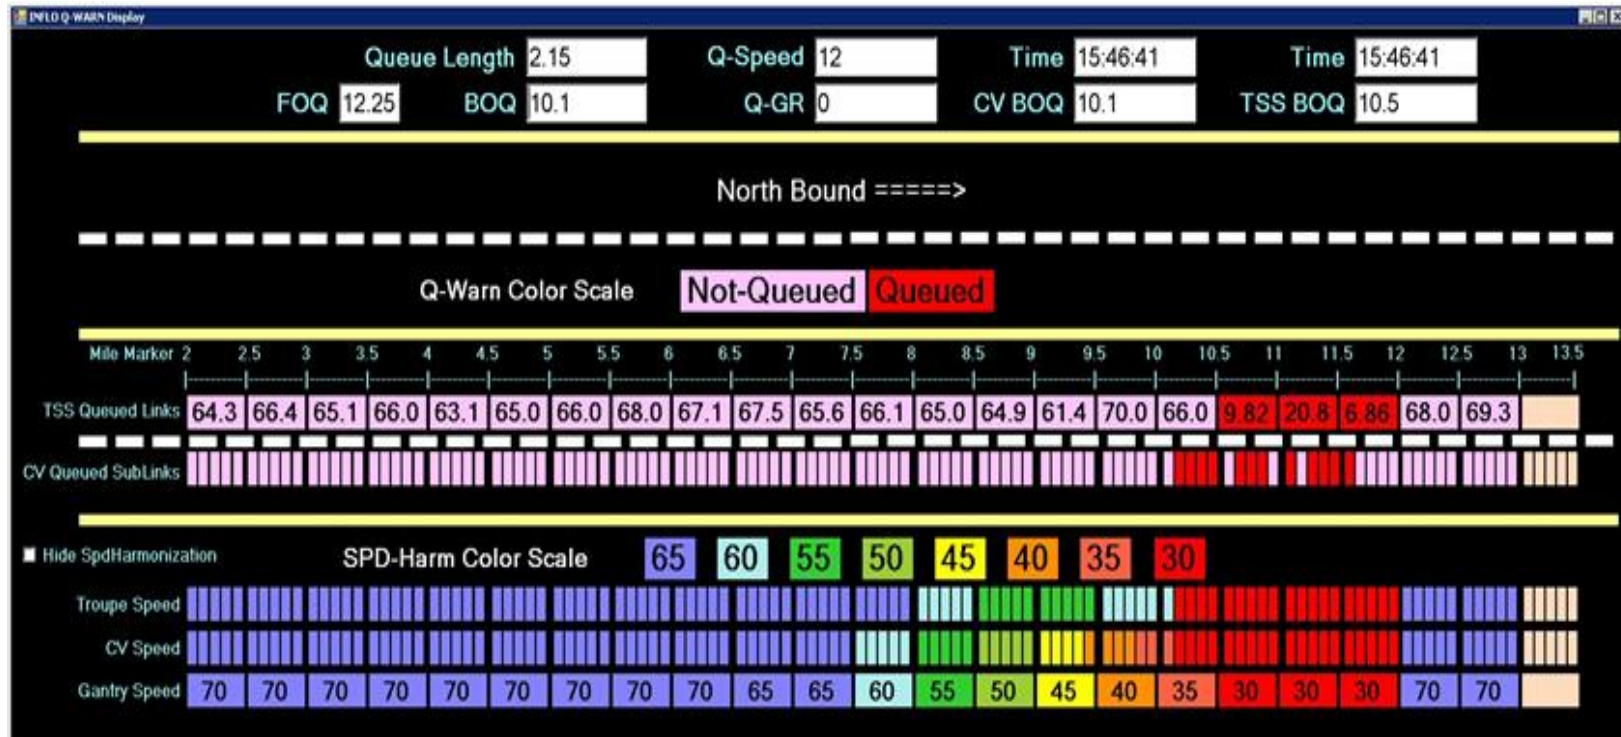 INFLO Q-WARN Display
Queue Length 2.15 Q-Speed 12 Time 15:46:41 Time 15:46:41
FOQ 12.25 BOQ 10.1 Q-GR 0 CV BOQ 10.1 TSS BOQ 10.5
North Bound =====>
Q-Warn Color Scale Not-Queued Queued
Mile Marker 2 2.5 3 3.5 4 4.5 5 5.5 6 6.5 7 7.5 8 8.5 9 9.5 10 10.5 11 11.5 12 12.5 13 13.5
TSS Queued Links 64.3 66.4 65.1 66.0 63.1 65.0 66.0 68.0 67.1 67.5 65.6 66.1 65.0 64.9 61.4 70.0 66.0 9.82 20.8 6.86 68.0 69.3
CV Queued SubLinks
Hide SpdHarmonization SPD-Harm Color Scale 65 60 55 50 45 40 35 30
Troupe Speed
CV Speed
Gantry Speed 70 70 70 70 70 70 70 70 70 65 65 60 55 50 45 40 35 30 30 30 70 70